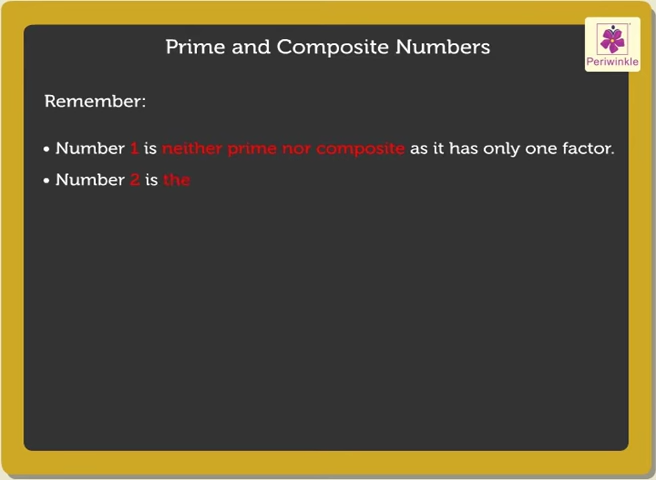 Prime and Composite Numbers
Periwinkle
Remember:
• Number 1 is neither prime nor composite as it has only one factor.
• Number 2 is the